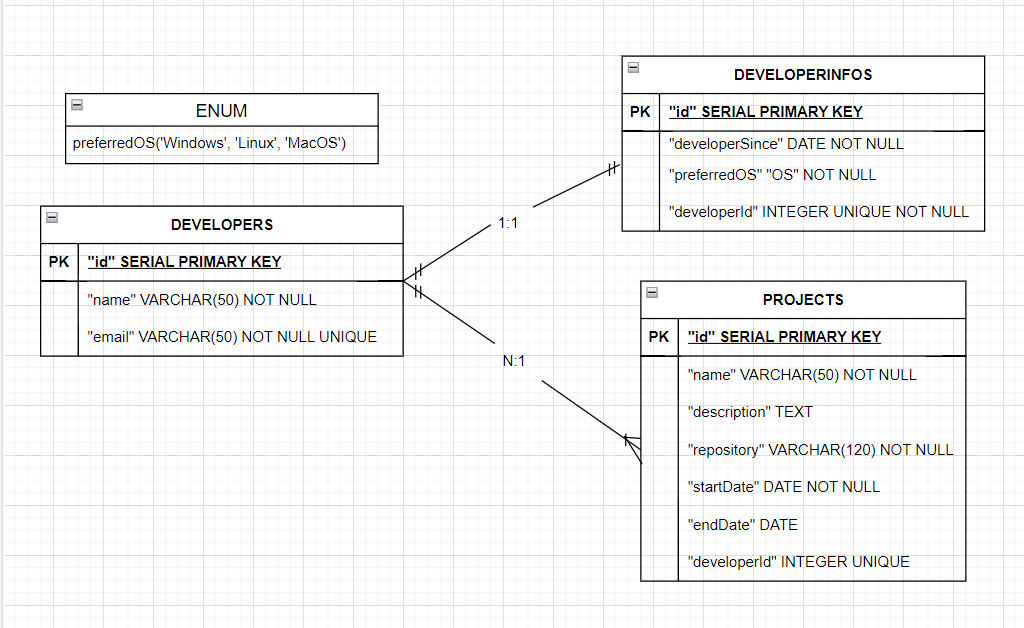 ENUM
preferredOS('Windows', 'Linux', 'MacOS')
DEVELOPERS
PK "id" SERIAL PRIMARY KEY
"name" VARCHAR(50) NOT NULL
"email" VARCHAR(50) NOT NULL UNIQUE
1:1
N:1
DEVELOPERINFOS
PK "id" SERIAL PRIMARY KEY
"developerSince" DATE NOT NULL
"preferredOS" "OS" NOT NULL
"developerId" INTEGER UNIQUE NOT NULL
PROJECTS
PK "id" SERIAL PRIMARY KEY
"name" VARCHAR(50) NOT NULL
"description" TEXT
"repository" VARCHAR(120) NOT NULL
"startDate" DATE NOT NULL
"endDate" DATE
"developerId" INTEGER UNIQUE